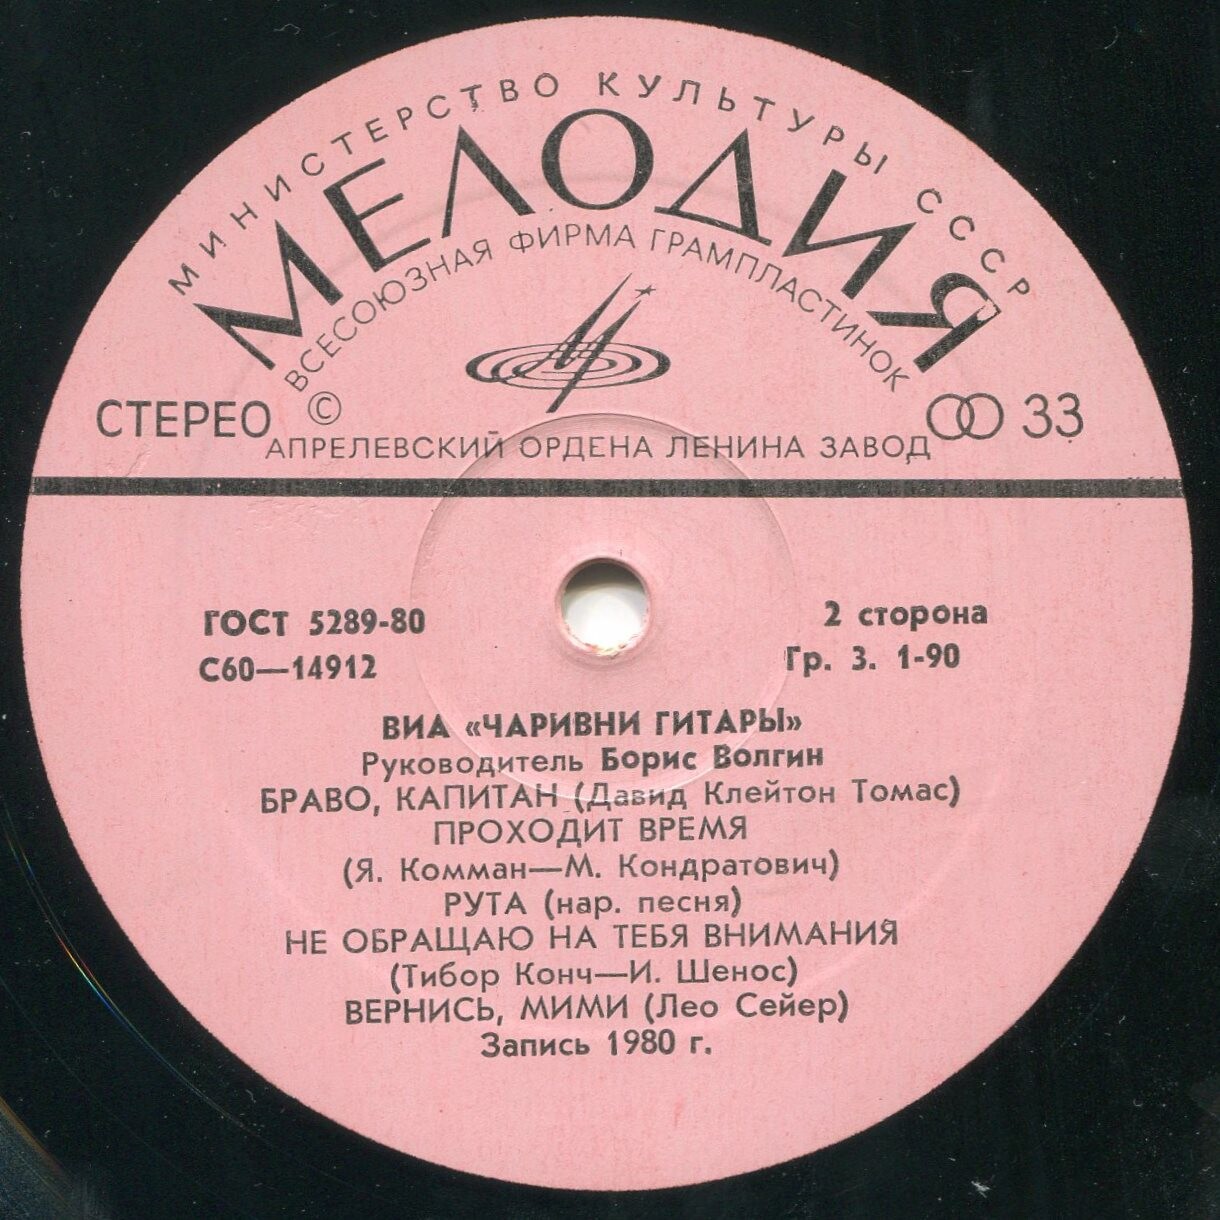 МИНИСТЕРСТВО КУЛЬТУРЫ СССР
МЕЛОДИЯ
ВСЕСОЮЗНАЯ ФИРМА ГРАМПЛАСТИНОК
СТЕРЕО © 33
АПРЕЛЕВСКИЙ ОРДЕНА ЛЕНИНА ЗАВОД
ГОСТ 5289-80
2 сторона
С60—14912
Гр. 3. 1-90
ВИА «ЧАРИВНИ ГИТАРЫ»
Руководитель Борис Волгин
БРАВО, КАПИТАН (Давид Клейтон Томас)
ПРОХОДИТ ВРЕМЯ
(Я. Комман—М. Кондратович)
РУТА (нар. песня)
НЕ ОБРАЩАЮ НА ТЕБЯ ВНИМАНИЯ
(Тибор Конч—И. Шенос)
ВЕРНИСЬ, МИМИ (Лео Сейер)
Запись 1980 г.